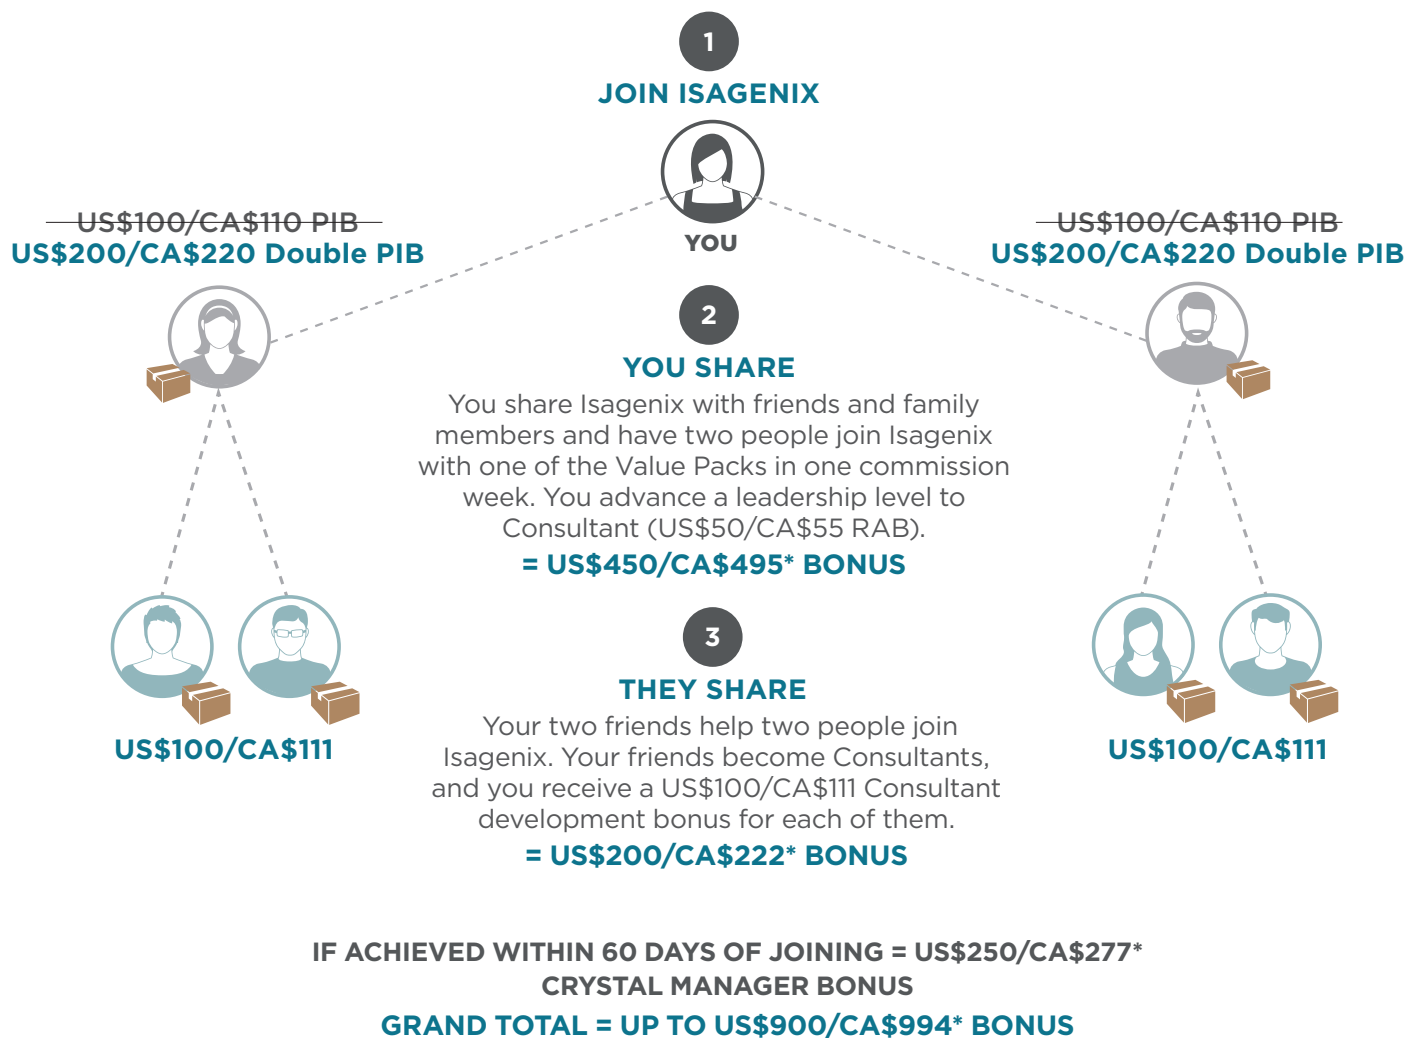 1
JOIN ISAGENIX
YOU
US$100/CA$110 PIB
US$200/CA$220 Double PIB
US$100/CA$110 PIB
US$200/CA$220 Double PIB
2
YOU SHARE
You share Isagenix with friends and family
members and have two people join Isagenix
with one of the Value Packs in one commission
week. You advance a leadership level to
Consultant (US$50/CA$55 RAB).
= US$450/CA$495* BONUS
3
THEY SHARE
Your two friends help two people join
Isagenix. Your friends become Consultants,
and you receive a US$100/CA$111 Consultant
development bonus for each of them.
= US$200/CA$222* BONUS
US$100/CA$111
US$100/CA$111
IF ACHIEVED WITHIN 60 DAYS OF JOINING = US$250/CA$277*
CRYSTAL MANAGER BONUS
GRAND TOTAL = UP TO US$900/CA$994* BONUS